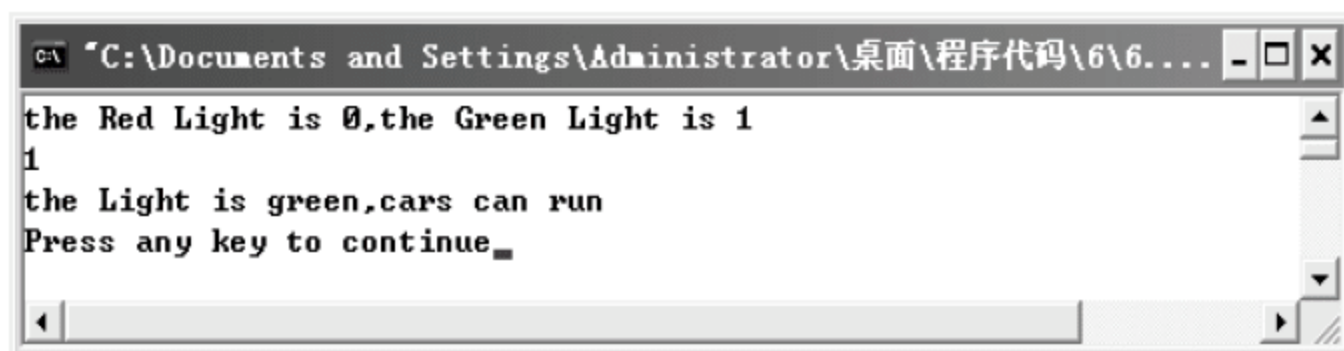 "C:\Documents and Settings\Administrator\桌面\程序代码\6\6....
the Red Light is 0,the Green Light is 1
1
the Light is green,cars can run
Press any key to continue_